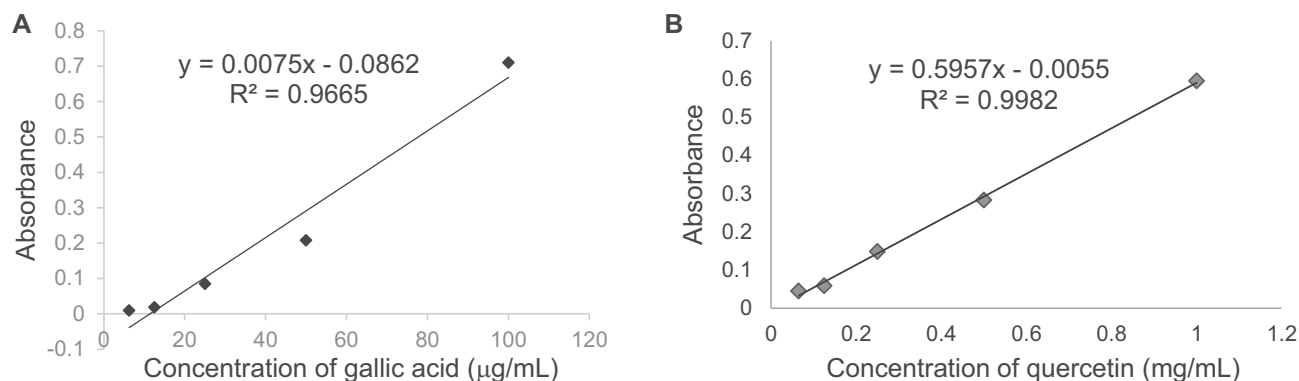 A
y = 0.0075x - 0.0862
R² = 0.9665
Absorbance
0.8
0.7
0.6
0.5
0.4
0.3
0.2
0.1
0
-0.1
0 20 40 60 80 100 120
Concentration of gallic acid (μg/mL)
B
y = 0.5957x - 0.0055
R² = 0.9982
Absorbance
0.7
0.6
0.5
0.4
0.3
0.2
0.1
0
0 0.2 0.4 0.6 0.8 1 1.2
Concentration of quercetin (mg/mL)